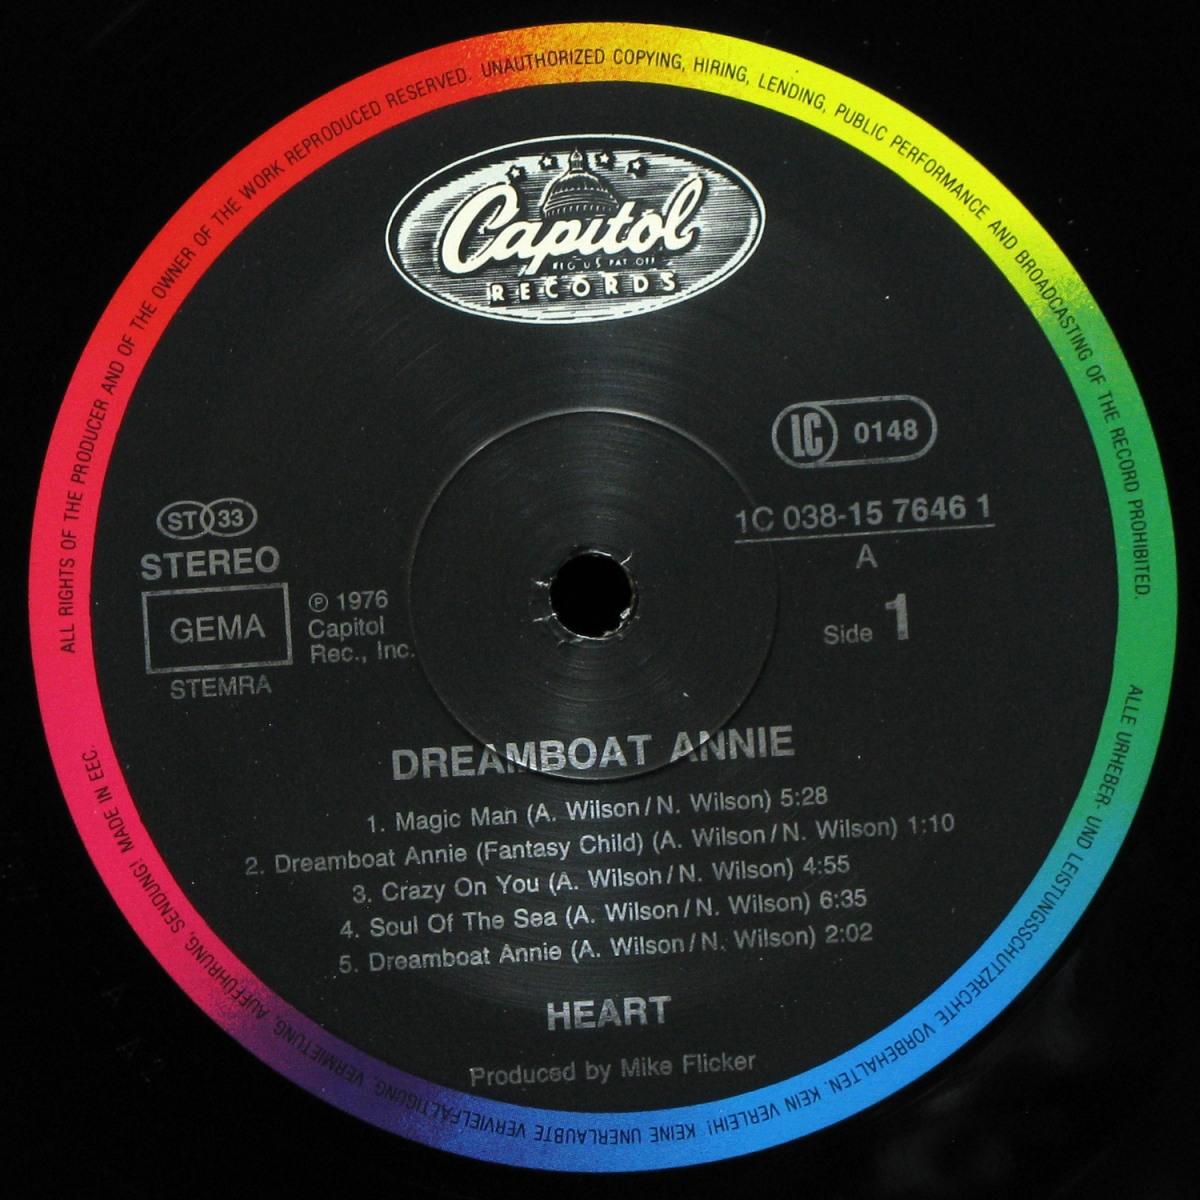 ALL RIGHTS OF THE PRODUCER AND OF THE OWNER OF THE WORK REPRODUCED RESERVED. UNAUTHORIZED COPYING, HIRING, LENDING, PUBLIC PERFORMANCE AND BROADCASTING OF THE RECORD PROHIBITED.
Capitol
REG US PAT OFF
RECORDS
LC 0148
1C 038-15 7646 1
A
Side 1
ST 33
STEREO
GEMA
STEMRA
℗ 1976
Capitol
Rec., Inc.
DREAMBOAT ANNIE
1. Magic Man (A. Wilson/N. Wilson) 5:28
2. Dreamboat Annie (Fantasy Child) (A. Wilson/N. Wilson) 1:10
3. Crazy On You (A. Wilson/N. Wilson) 4:55
4. Soul Of The Sea (A. Wilson/N. Wilson) 6:35
5. Dreamboat Annie (A. Wilson/N. Wilson) 2:02
HEART
Produced by Mike Flicker
ALLE URHEBER- UND LEISTUNGSSCHUTZRECHTE VORBEHALTEN. KEIN VERLEIH! KEINE UNERLAUBTE VERVIELFÄLTIGUNG, VERMIETUNG, AUFFÜHRUNG, SENDUNG! MADE IN EEC.